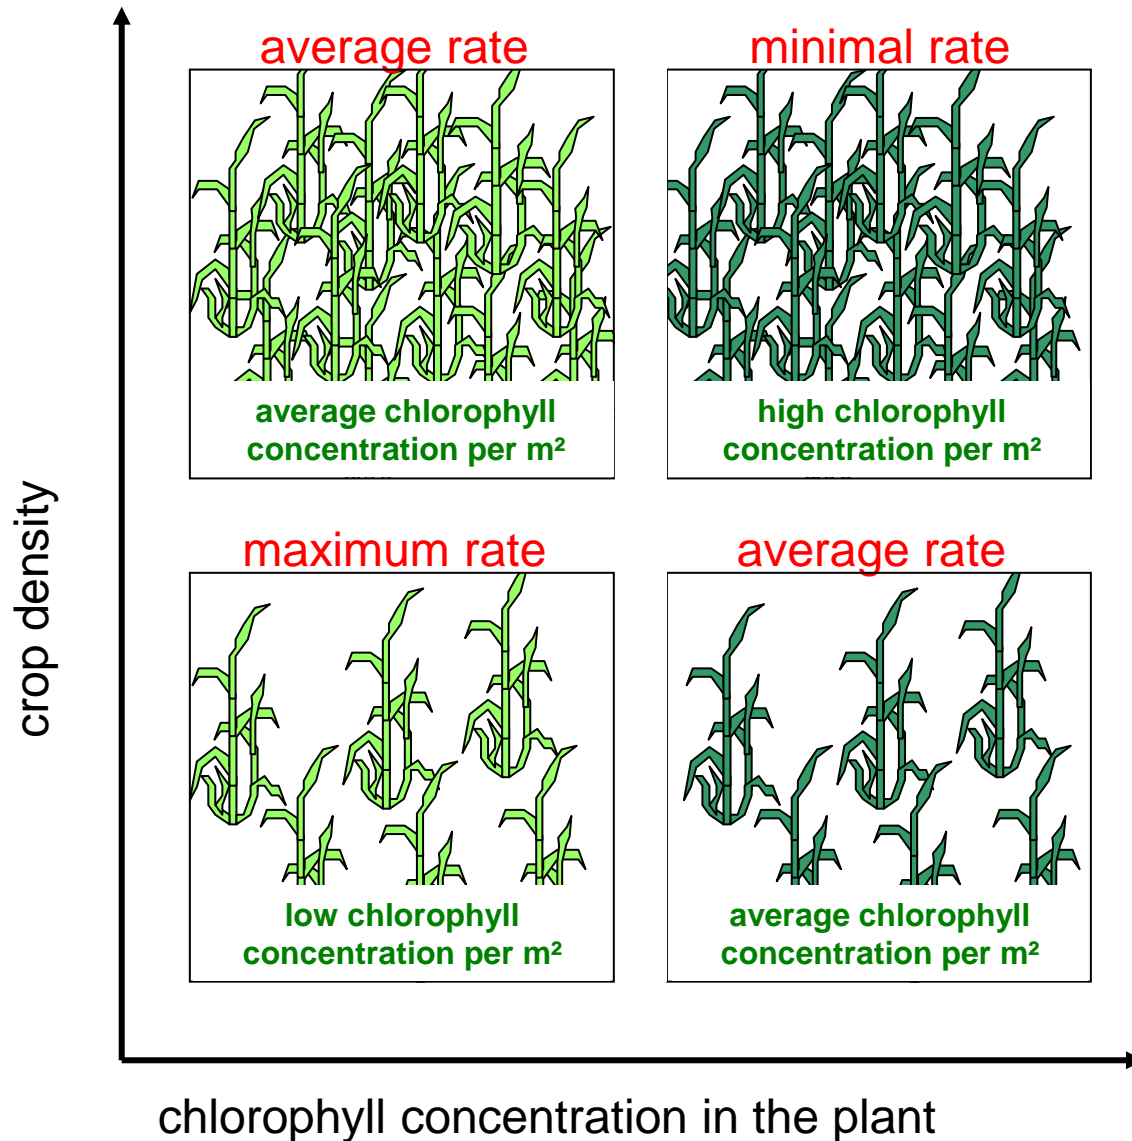 average rate
minimal rate
average chlorophyll
concentration per m²
high chlorophyll
concentration per m²
crop density
maximum rate
average rate
low chlorophyll
concentration per m²
average chlorophyll
concentration per m²
chlorophyll concentration in the plant